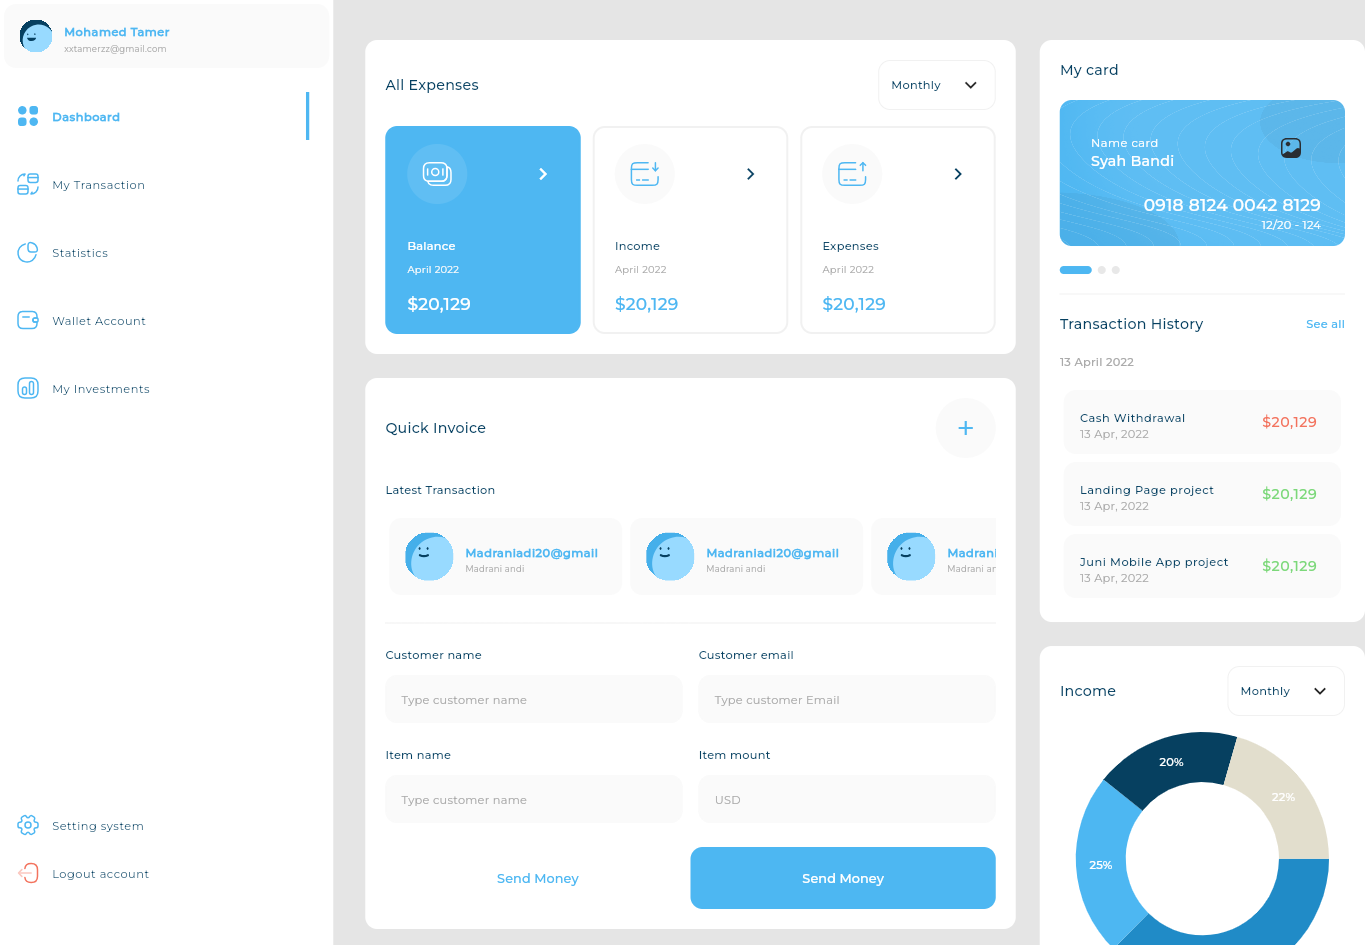 Mohamed Tamer
xxtamerzz@gmail.com
Dashboard
My Transaction
Statistics
Wallet Account
My Investments
Setting system
Logout account
All Expenses
Monthly
Balance
April 2022
$20,129
Income
April 2022
$20,129
Expenses
April 2022
$20,129
Quick Invoice
Latest Transaction
Madraniadi20@gmail
Madrani andi
Madraniadi20@gmail
Madrani andi
Madrani
Madrani an
Customer name
Type customer name
Customer email
Type customer Email
Item name
Type customer name
Item mount
USD
Send Money
Send Money
My card
Name card
Syah Bandi
0918 8124 0042 8129
12/20 - 124
Transaction History
See all
13 April 2022
Cash Withdrawal
13 Apr, 2022
$20,129
Landing Page project
13 Apr, 2022
$20,129
Juni Mobile App project
13 Apr, 2022
$20,129
Income
Monthly
20%
22%
25%